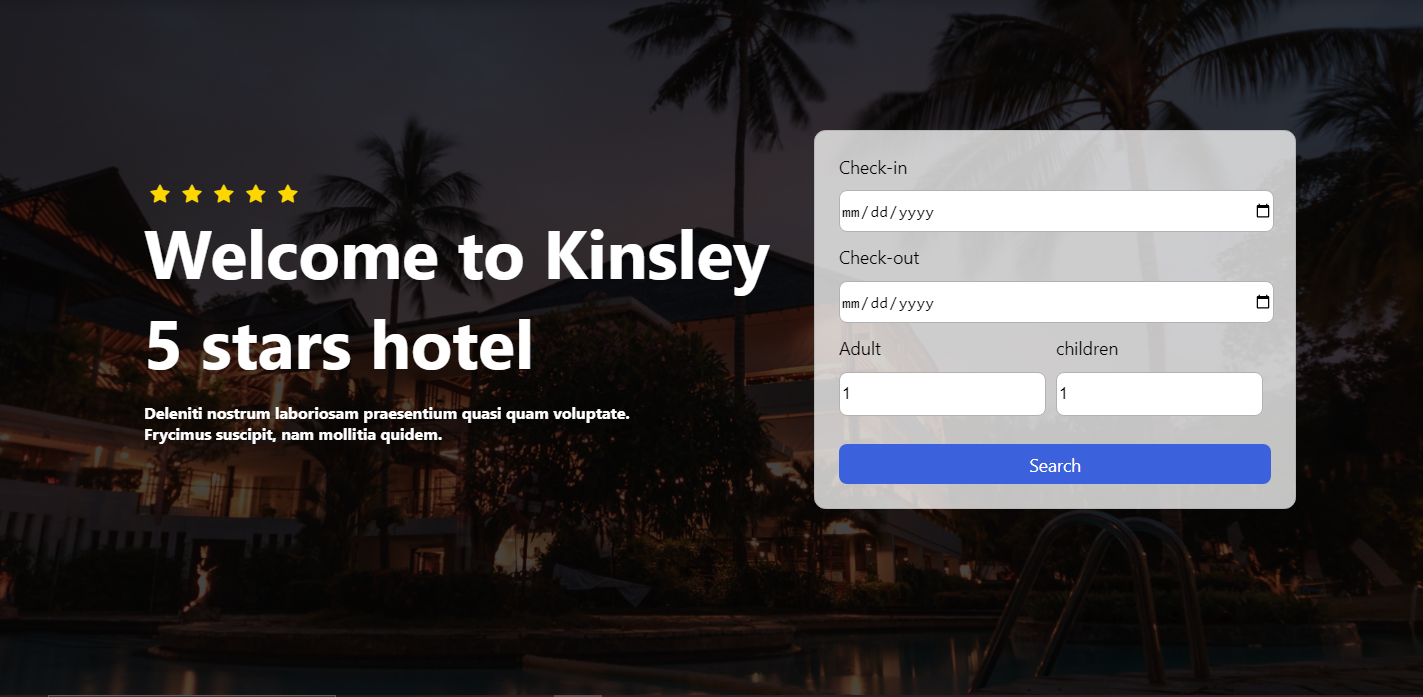 Welcome to Kinsley
5 stars hotel
Deleniti nostrum laboriosam praesentium quasi quam voluptate.
Frycimus suscipit, nam mollitia quidem.
Check-in
mm/dd/yyyy
Check-out
mm/dd/yyyy
Adult children
1 1
Search